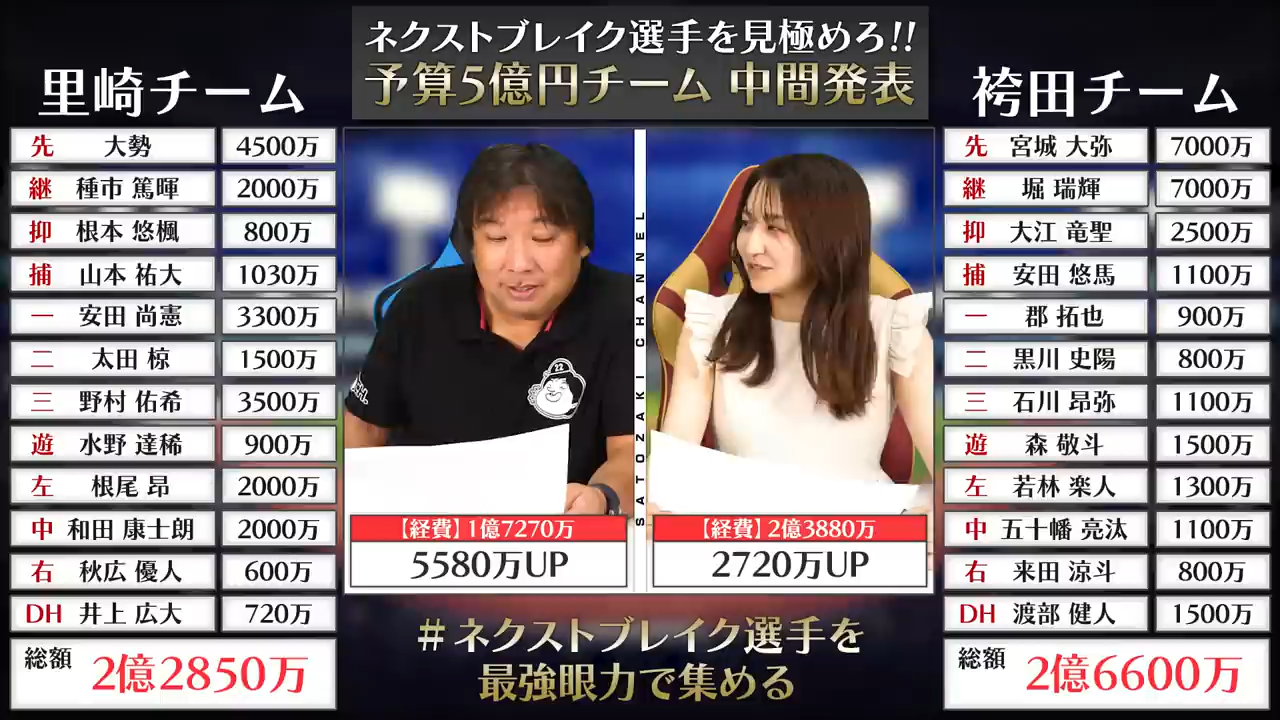 ネクストブレイク選手を見極めろ!!
予算5億円チーム 中間発表
里崎チーム
先 大勢 4500万
継 種市 篤暉 2000万
抑 根本 悠楓 800万
捕 山本 祐大 1030万
一 安田 尚憲 3300万
二 太田 椋 1500万
三 野村 佑希 3500万
遊 水野 達稀 900万
左 根尾 昂 2000万
中 和田 康士朗 2000万
右 秋広 優人 600万
DH 井上 広大 720万
総額 2億2850万
22
SATOZAKI CHANNEL
【経費】1億7270万
5580万UP
【経費】2億3880万
2720万UP
#ネクストブレイク選手を
最強眼力で集める
袴田チーム
先 宮城 大弥 7000万
継 堀 瑞輝 7000万
抑 大江 竜聖 2500万
捕 安田 悠馬 1100万
一 郡 拓也 900万
二 黒川 史陽 800万
三 石川 昂弥 1100万
遊 森 敬斗 1500万
左 若林 楽人 1300万
中 五十幡 亮汰 1100万
右 来田 涼斗 800万
DH 渡部 健人 1500万
総額 2億6600万